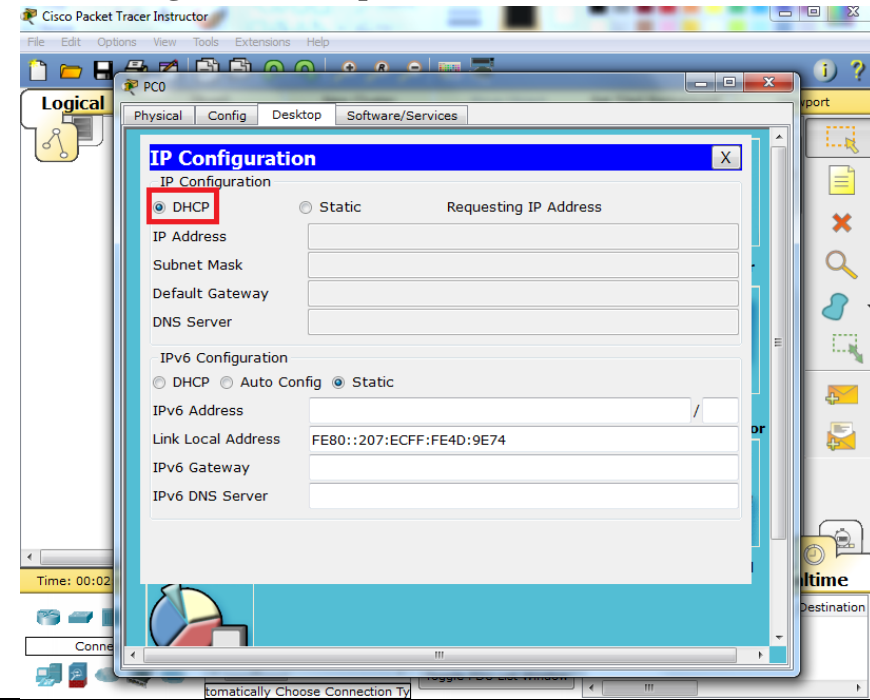 Cisco Packet Tracer Instructor
File Edit Options View Tools Extensions Help
PC0
Logical
Physical Config Desktop Software/Services
IP Configuration
X
IP Configuration
DHCP Static Requesting IP Address
IP Address
Subnet Mask
Default Gateway
DNS Server
IPv6 Configuration
DHCP Auto Config Static
IPv6 Address /
Link Local Address FE80::207:ECFF:FE4D:9E74
IPv6 Gateway
IPv6 DNS Server
Time: 00:02
ltime
Destination
Conne
tomatically Choose Connection Ty